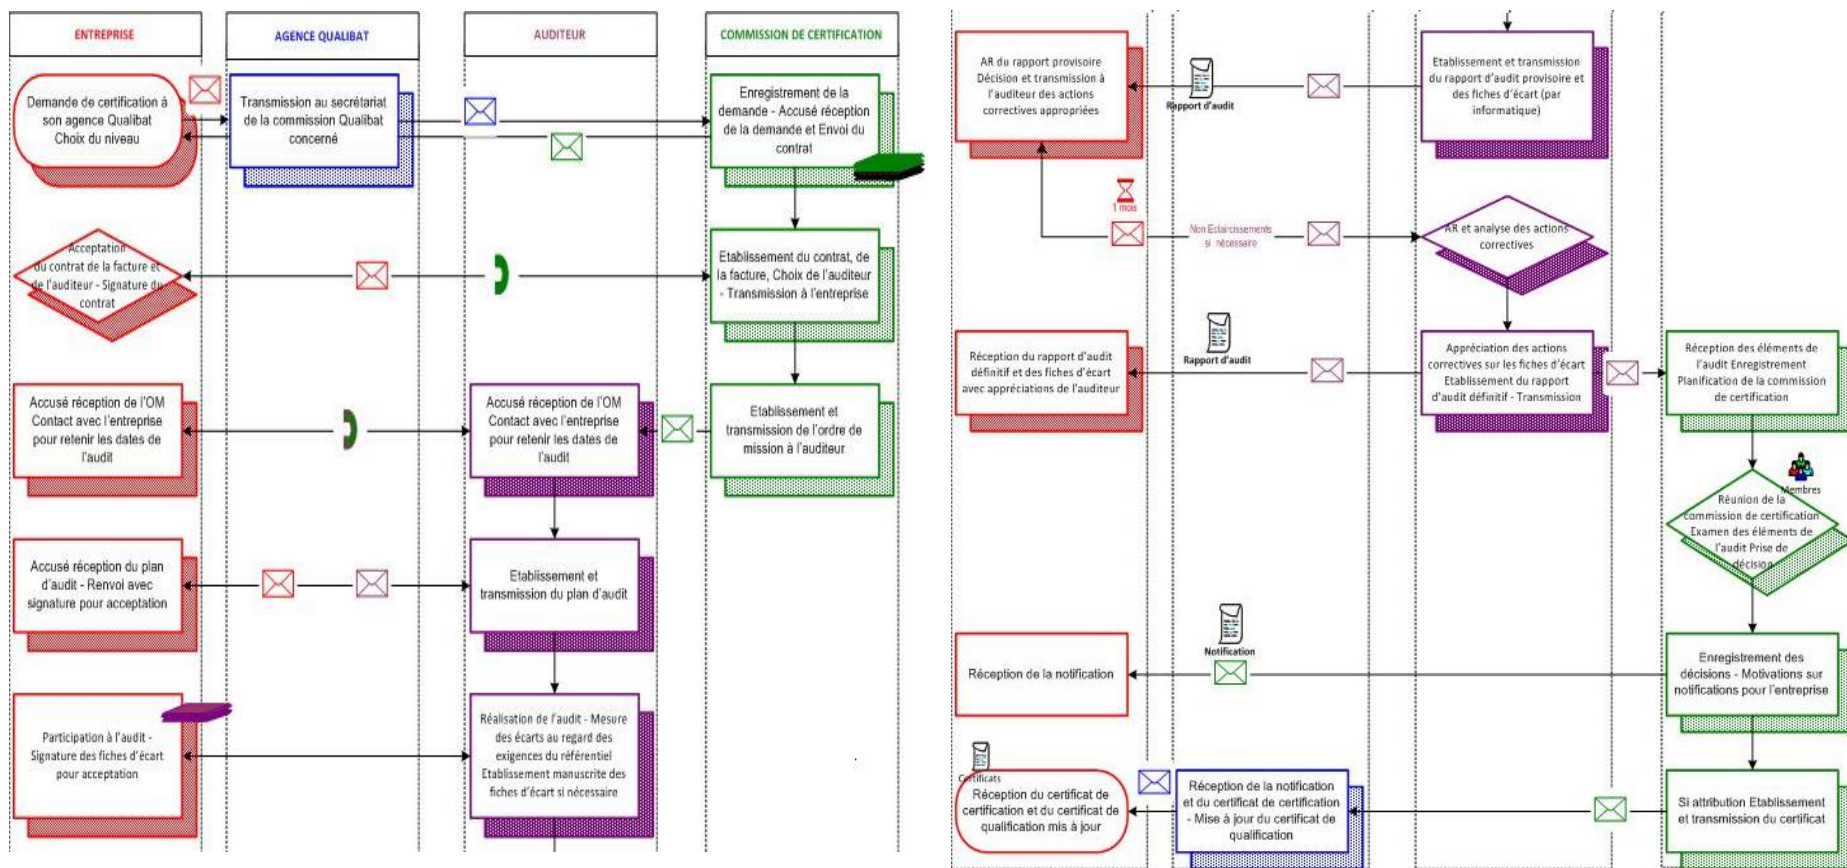 ENTREPRISE
AGENCE QUALIBAT
AUDITEUR
COMMISSION DE CERTIFICATION
Demande de certification à
son agence Qualibat
Choix du niveau
Transmission au secrétariat
de la commission Qualibat
concerné
Enregistrement de la
demande - Accusé réception
de la demande et Envoi du
contrat
Acceptation
du contrat de la facture et
de l'auditeur - Signature du
contrat
Etablissement du contrat, de
la facture, Choix de l'auditeur
- Transmission à l'entreprise
Accusé réception de l'OM
Contact avec l'entreprise
pour retenir les dates de
l'audit
Accusé réception de l'OM
Contact avec l'entreprise
pour retenir les dates de
l'audit
Etablissement et
transmission de l'ordre de
mission à l'auditeur
Accusé réception du plan
d'audit - Renvoi avec
signature pour acceptation
Etablissement et
transmission du plan d'audit
Participation à l'audit -
Signature des fiches d'écart
pour acceptation
Réalisation de l'audit - Mesure
des écarts au regard des
exigences du référentiel
Etablissement manuscrite des
fiches d'écart si nécessaire
AR du rapport provisoire
Décision et transmission à
l'auditeur des actions
correctives appropriées
Rapport d'audit
Etablissement et transmission
du rapport d'audit provisoire et
des fiches d'écart (par
informatique)
1 mois
Non Eclaircissements
si nécessaire
AR et analyse des actions
correctives
Réception du rapport d'audit
définitif et des fiches d'écart
avec appréciations de l'auditeur
Rapport d'audit
Appréciation des actions
correctives sur les fiches d'écart
Etablissement du rapport
d'audit définitif - Transmission
Réception des éléments de
l'audit Enregistrement
Planification de la commission
de certification
Membres
Réunion de la
commission de certification
Examen des éléments de
l'audit Prise de
décision
Notification
Réception de la notification
Enregistrement des
décisions - Motivations sur
notifications pour l'entreprise
Certificats
Réception du certificat de
certification et du certificat de
qualification mis à jour
Réception de la notification
et du certificat de certification
- Mise à jour du certificat de
qualification
Si attribution Etablissement
et transmission du certificat